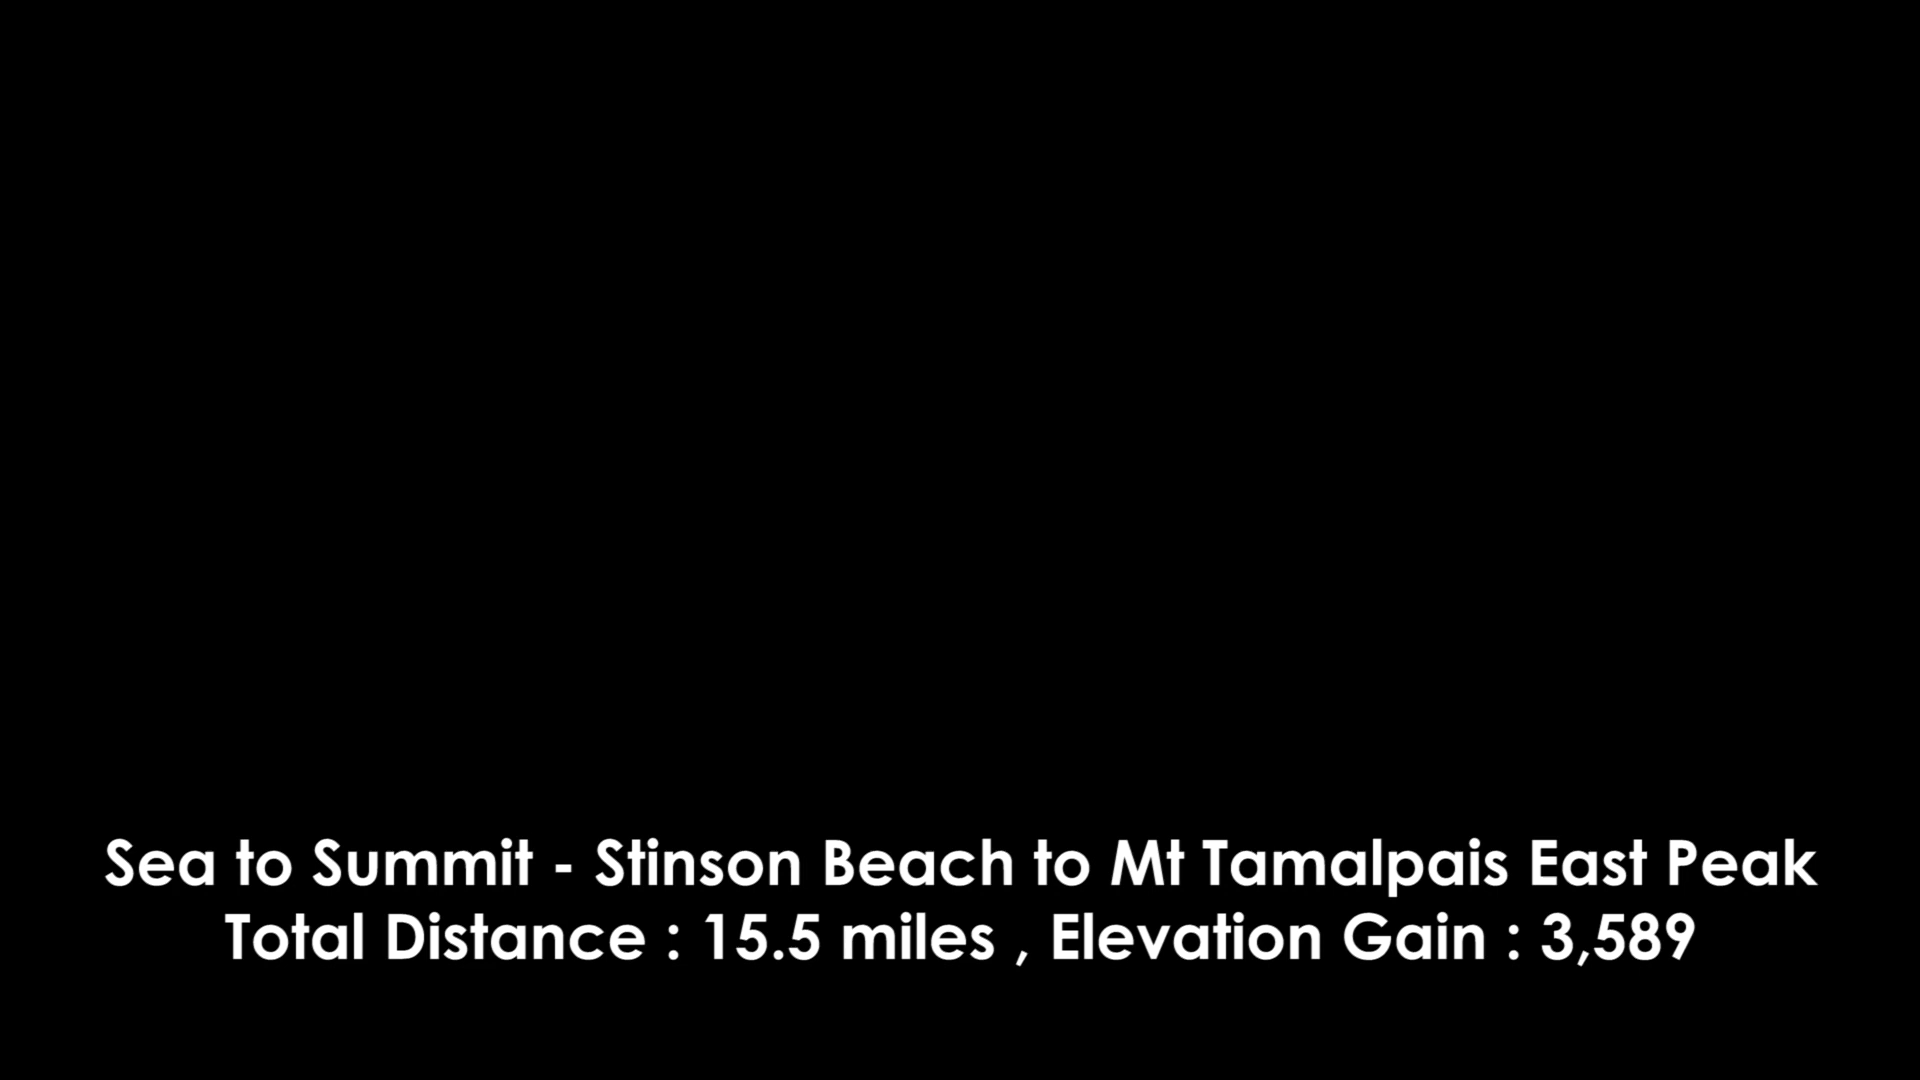 Sea to Summit - Stinson Beach to Mt Tamalpais East Peak
Total Distance : 15.5 miles , Elevation Gain : 3,589